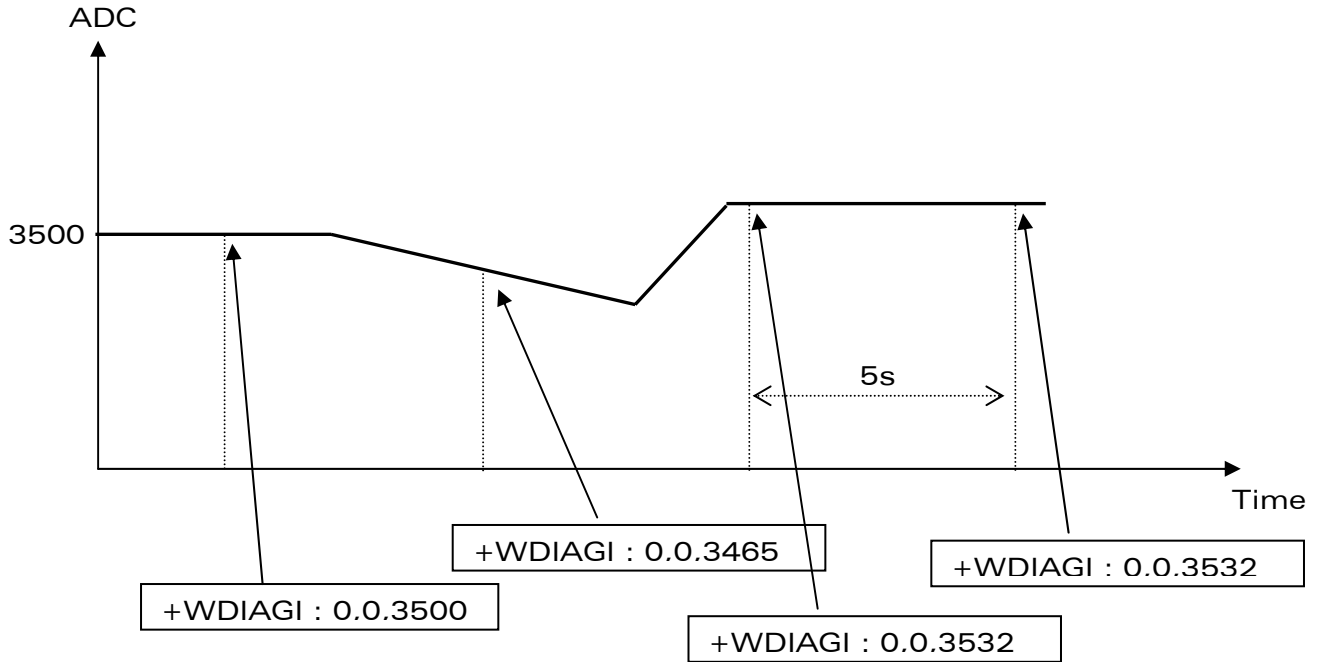 ADC
3500
5s
Time
+WDIAGI : 0.0.3465
+WDIAGI : 0.0.3532
+WDIAGI : 0.0.3500
+WDIAGI : 0.0.3532